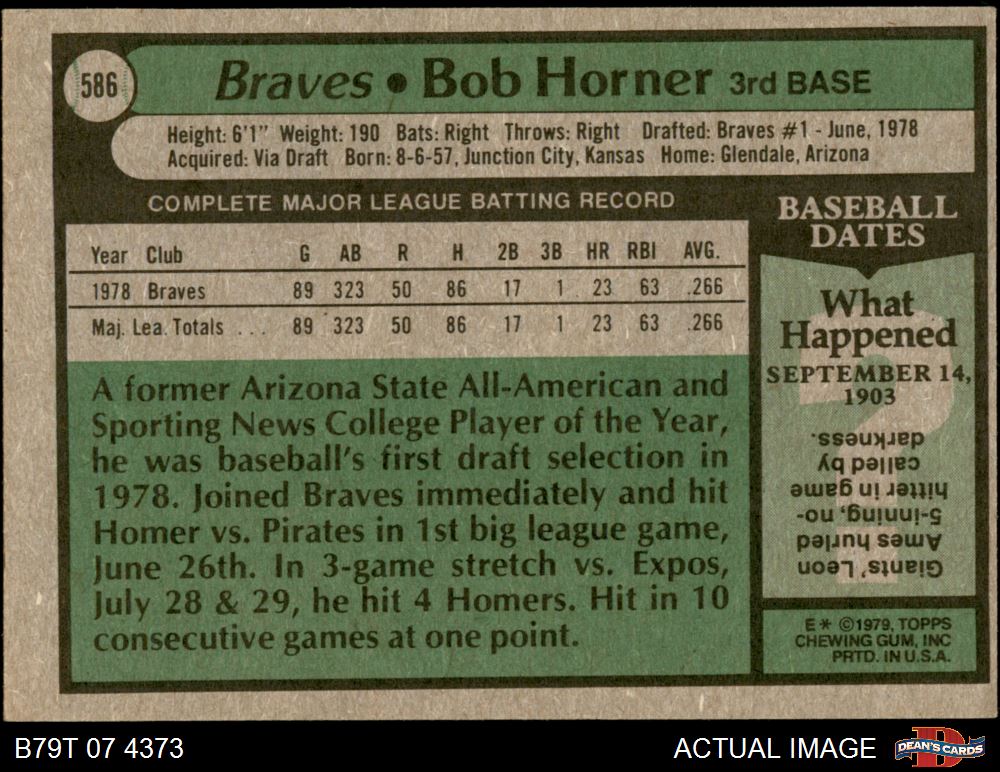 586
Braves • Bob Horner 3rd BASE
Height: 6'1" Weight: 190 Bats: Right Throws: Right Drafted: Braves #1 - June, 1978
Acquired: Via Draft Born: 8-6-57, Junction City, Kansas Home: Glendale, Arizona
COMPLETE MAJOR LEAGUE BATTING RECORD
Year Club G AB R H 2B 3B HR RBI AVG.
1978 Braves 89 323 50 86 17 1 23 63 .266
Maj. Lea. Totals ... 89 323 50 86 17 1 23 63 .266
A former Arizona State All-American and
Sporting News College Player of the Year,
he was baseball's first draft selection in
1978. Joined Braves immediately and hit
Homer vs. Pirates in 1st big league game,
June 26th. In 3-game stretch vs. Expos,
July 28 & 29, he hit 4 Homers. Hit in 10
consecutive games at one point.
BASEBALL
DATES
What
Happened
SEPTEMBER 14,
1903
?
Giants' Leon
Ames hurled
5-inning, no-
hitter in game
called by
darkness.
E* ©1979, TOPPS
CHEWING GUM, INC
PRTD. IN U.S.A.
B79T 07 4373
ACTUAL IMAGE
D
DEAN'S CARDS